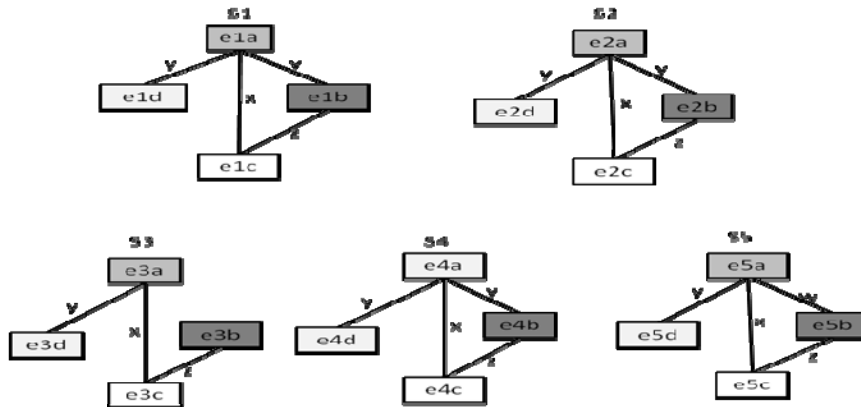 S1
S2
e1a
e2a
Y
Y
Y
Y
e1d
x
e1b
e2d
x
e2b
z
z
e1c
e2c
S3
S4
S5
e3a
e4a
e5a
Y
Y
Y
Y
W
e3d
x
e3b
e4d
x
e4b
e5d
x
e5b
z
z
z
e3c
e4c
e5c